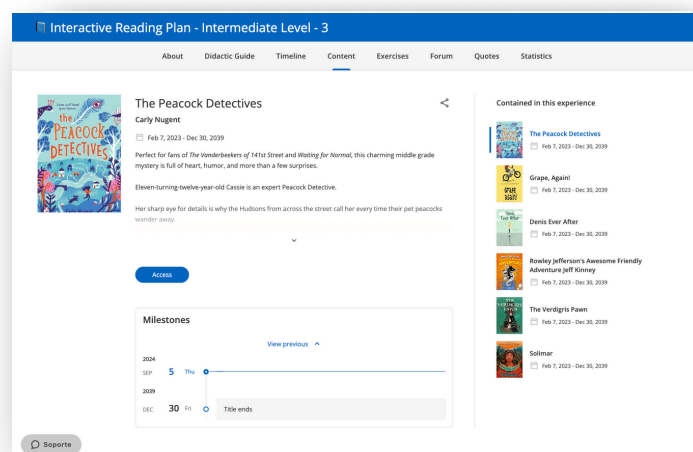 Interactive Reading Plan - Intermediate Level - 3
About Didactic Guide Timeline Content Exercises Forum Quotes Statistics
the
PEACOCK
DETECTIVES
The Peacock Detectives
Carly Nugent
Feb 7, 2023 - Dec 30, 2039
Perfect for fans of The Vanderbeekers of 141st Street and Waiting for Normal, this charming middle grade
mystery is full of heart, humor, and more than a few surprises.
Eleven-turning-twelve-year-old Cassie is an expert Peacock Detective.
Her sharp eye for details is why the Hudsons from across the street call her every time their pet peacocks
wander away.
Access
Milestones
View previous
2024
SEP 5 Thu
2039
DEC 30 Fri Title ends
Contained in this experience
The Peacock Detectives
Feb 7, 2023 - Dec 30, 2039
GRAPE,
AGAIN!
Grape, Again!
Feb 7, 2023 - Dec 30, 2039
Denis
Ever After
Denis Ever After
Feb 7, 2023 - Dec 30, 2039
Rowley Jefferson's Awesome Friendly
Adventure Jeff Kinney
Feb 7, 2023 - Dec 30, 2039
The Verdigris Pawn
Feb 7, 2023 - Dec 30, 2039
Solimar
Feb 7, 2023 - Dec 30, 2039
Soporte